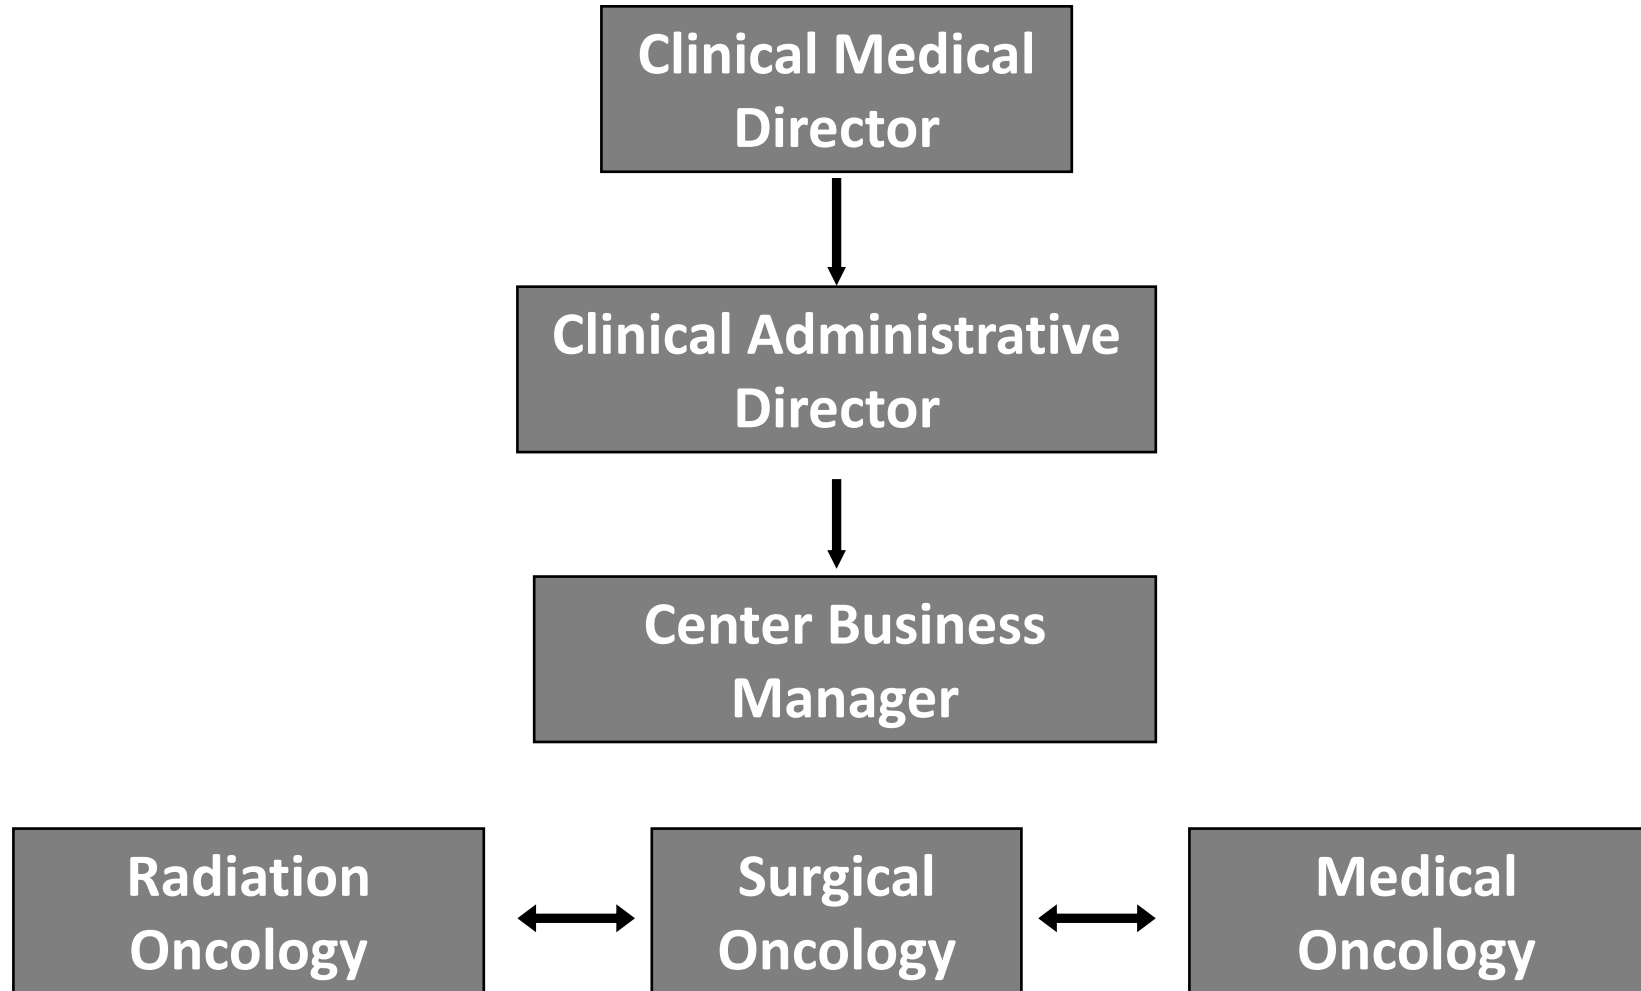 Clinical Medical
Director
Clinical Administrative
Director
Center Business
Manager
Radiation
Oncology
Surgical
Oncology
Medical
Oncology